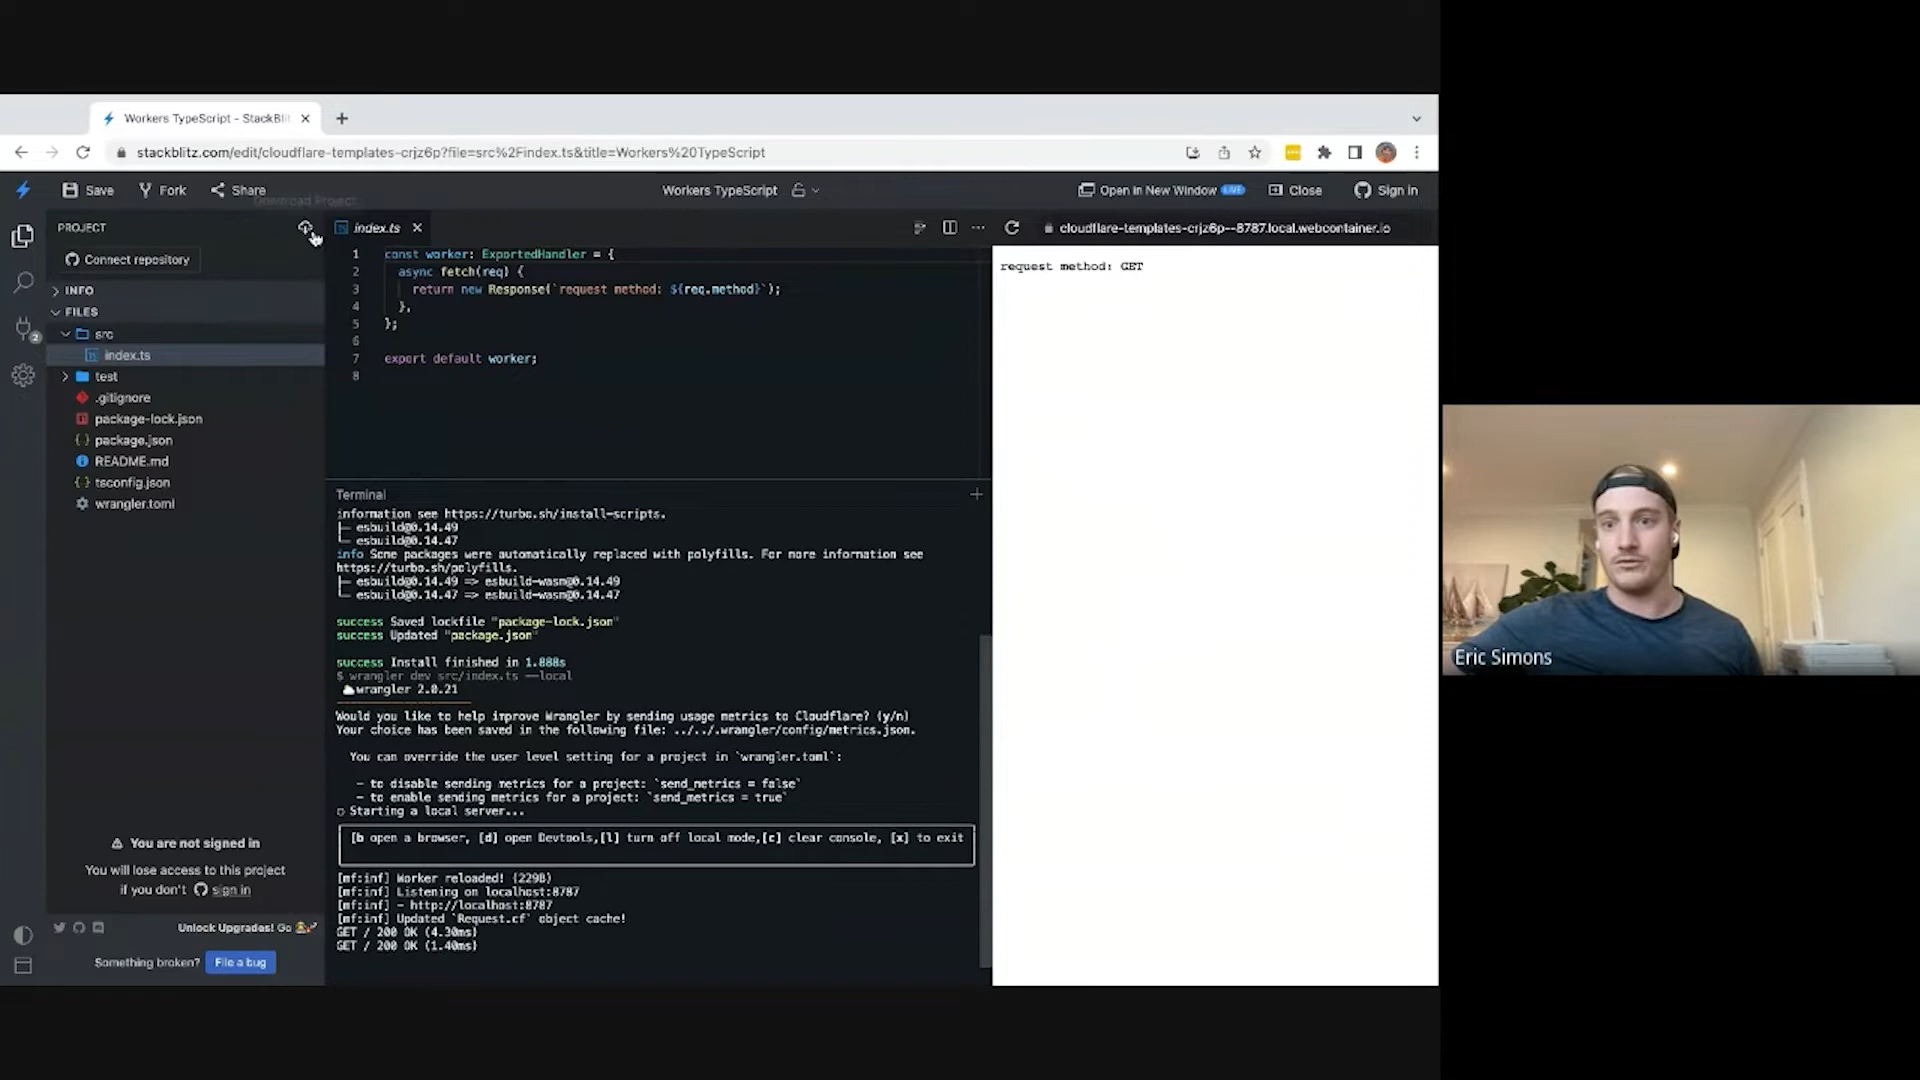 Workers TypeScript - StackBlit
stackblitz.com/edit/cloudflare-templates-crjz6p?file=src%2Findex.ts&title=Workers%20TypeScript
Save
Fork
Share
Workers TypeScript
Open in New Window LIVE
Close
Sign in
Download Project
PROJECT
index.ts
cloudflare-templates-crjz6p--8787.local.webcontainer.io
Connect repository
INFO
FILES
src
index.ts
test
.gitignore
package-lock.json
package.json
README.md
tsconfig.json
wrangler.toml
2
1 const worker: ExportedHandler = {
2 async fetch(req) {
3 return new Response(`request method: ${req.method}`);
4 },
5 };
6
7 export default worker;
8
request method: GET
Terminal
information see https://turbo.sh/install-scripts.
├─ esbuild@0.14.49
└─ esbuild@0.14.47
info Some packages were automatically replaced with polyfills. For more information see
https://turbo.sh/polyfills.
├─ esbuild@0.14.49 => esbuild-wasm@0.14.49
└─ esbuild@0.14.47 => esbuild-wasm@0.14.47
success Saved lockfile "package-lock.json"
success Updated "package.json"
success Install finished in 1.888s
$ wrangler dev src/index.ts --local
wrangler 2.0.21
Would you like to help improve Wrangler by sending usage metrics to Cloudflare? (y/n)
Your choice has been saved in the following file: ../../.wrangler/config/metrics.json.
You can override the user level setting for a project in `wrangler.toml`:
- to disable sending metrics for a project: `send_metrics = false`
- to enable sending metrics for a project: `send_metrics = true`
Starting a local server...
[b open a browser, [d] open Devtools,[l] turn off local mode,[c] clear console, [x] to exit
[mf:inf] Worker reloaded! (229B)
[mf:inf] Listening on localhost:8787
[mf:inf] - http://localhost:8787
[mf:inf] Updated `Request.cf` object cache!
GET / 200 OK (4.30ms)
GET / 200 OK (1.40ms)
You are not signed in
You will lose access to this project
if you don't sign in
Unlock Upgrades! Go
Something broken? File a bug
Eric Simons